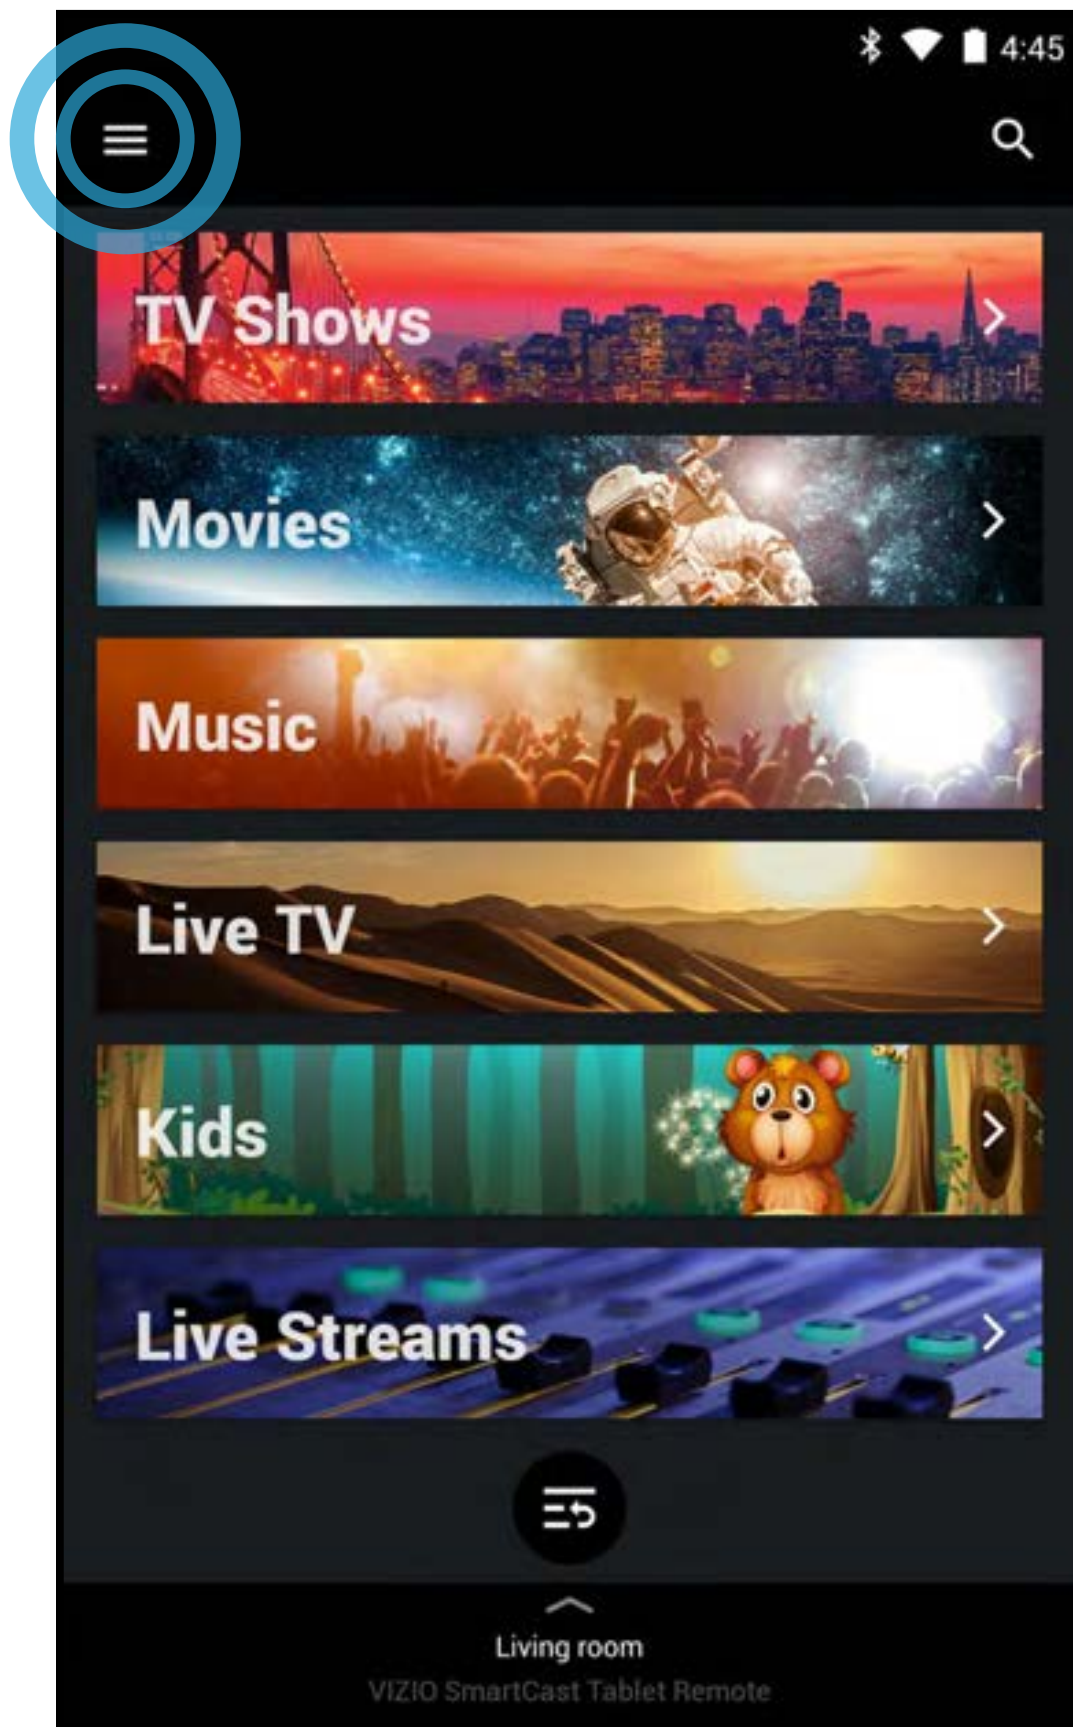 4:45
TV Shows
Movies
Music
Live TV
Kids
Live Streams
Living room
VIZIO SmartCast Tablet Remote